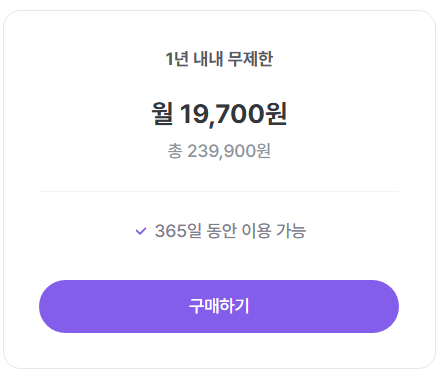 1년 내내 무제한
월 19,700원
총 239,900원
365일 동안 이용 가능
구매하기